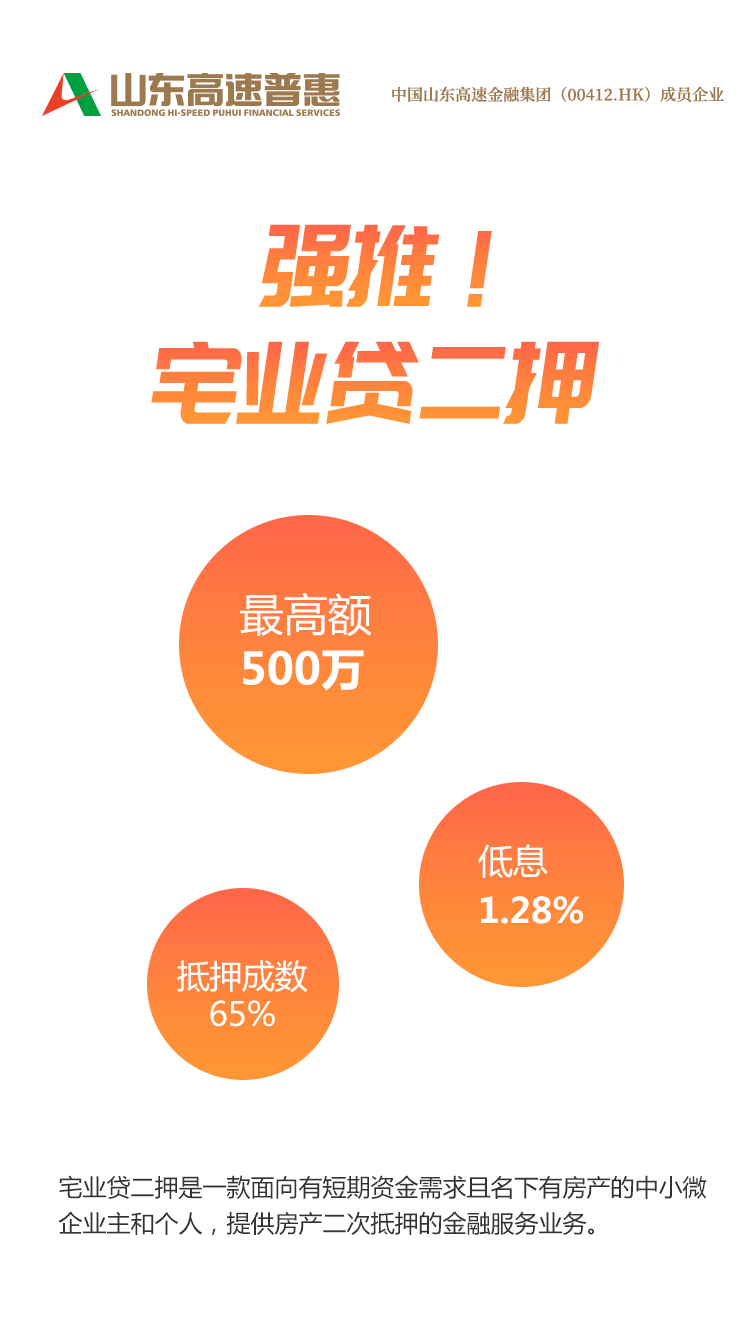 山东高速普惠
SHANDONG HI-SPEED PUHUI FINANCIAL SERVICES
中国山东高速金融集团（00412.HK）成员企业
强推！
宅业贷二押
最高额
500万
低息
1.28%
抵押成数
65%
宅业贷二押是一款面向有短期资金需求且名下有房产的中小微
企业主和个人，提供房产二次抵押的金融服务业务。